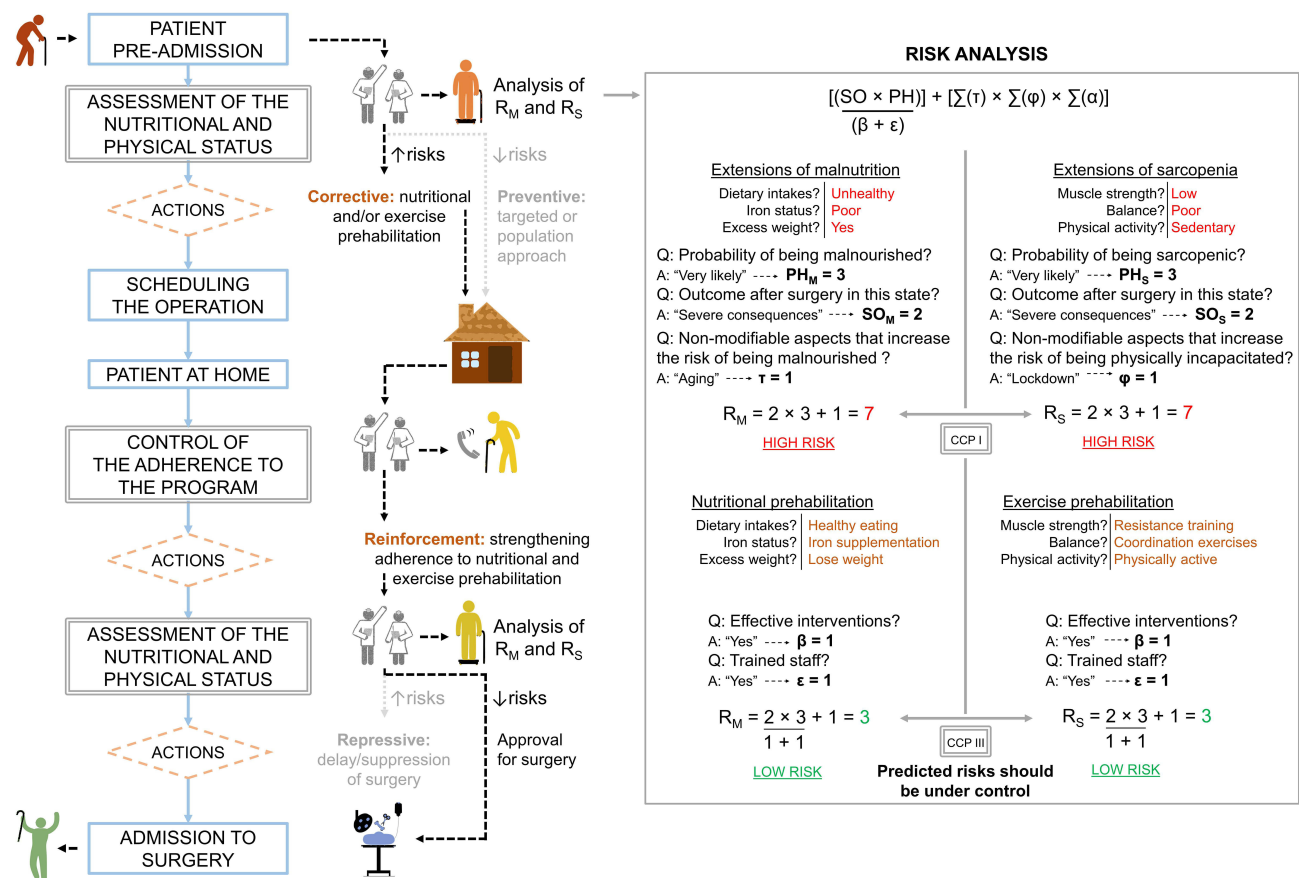 PATIENT
PRE-ADMISSION
ASSESSMENT OF THE
NUTRITIONAL AND
PHYSICAL STATUS
ACTIONS
SCHEDULING
THE OPERATION
PATIENT AT HOME
CONTROL OF
THE ADHERENCE TO
THE PROGRAM
ACTIONS
ASSESSMENT OF THE
NUTRITIONAL AND
PHYSICAL STATUS
ACTIONS
ADMISSION TO
SURGERY
Analysis of
R_M and R_S
↑risks
↓risks
Corrective: nutritional
and/or exercise
prehabilitation
Preventive:
targeted or
population
approach
Reinforcement: strengthening
adherence to nutritional and
exercise prehabilitation
Analysis of
R_M and R_S
↑risks
↓risks
Repressive:
delay/suppression
of surgery
Approval
for surgery
RISK ANALYSIS
[(SO × PH)] + [∑(τ) × ∑(φ) × ∑(α)]
(β + ε)
Extensions of malnutrition
Dietary intakes? Unhealthy
Iron status? Poor
Excess weight? Yes
Q: Probability of being malnourished?
A: “Very likely” PH_M = 3
Q: Outcome after surgery in this state?
A: “Severe consequences” SO_M = 2
Q: Non-modifiable aspects that increase
the risk of being malnourished ?
A: “Aging” τ = 1
R_M = 2 × 3 + 1 = 7
HIGH RISK
Extensions of sarcopenia
Muscle strength? Low
Balance? Poor
Physical activity? Sedentary
Q: Probability of being sarcopenic?
A: “Very likely” PH_S = 3
Q: Outcome after surgery in this state?
A: “Severe consequences” SO_S = 2
Q: Non-modifiable aspects that increase
the risk of being physically incapacitated?
A: “Lockdown” φ = 1
R_S = 2 × 3 + 1 = 7
HIGH RISK
CCP I
Nutritional prehabilitation
Dietary intakes? Healthy eating
Iron status? Iron supplementation
Excess weight? Lose weight
Q: Effective interventions?
A: “Yes” β = 1
Q: Trained staff?
A: “Yes” ε = 1
R_M = 2 × 3 + 1 = 3
1 + 1
LOW RISK
Exercise prehabilitation
Muscle strength? Resistance training
Balance? Coordination exercises
Physical activity? Physically active
Q: Effective interventions?
A: “Yes” β = 1
Q: Trained staff?
A: “Yes” ε = 1
R_S = 2 × 3 + 1 = 3
1 + 1
LOW RISK
CCP III
Predicted risks should
be under control